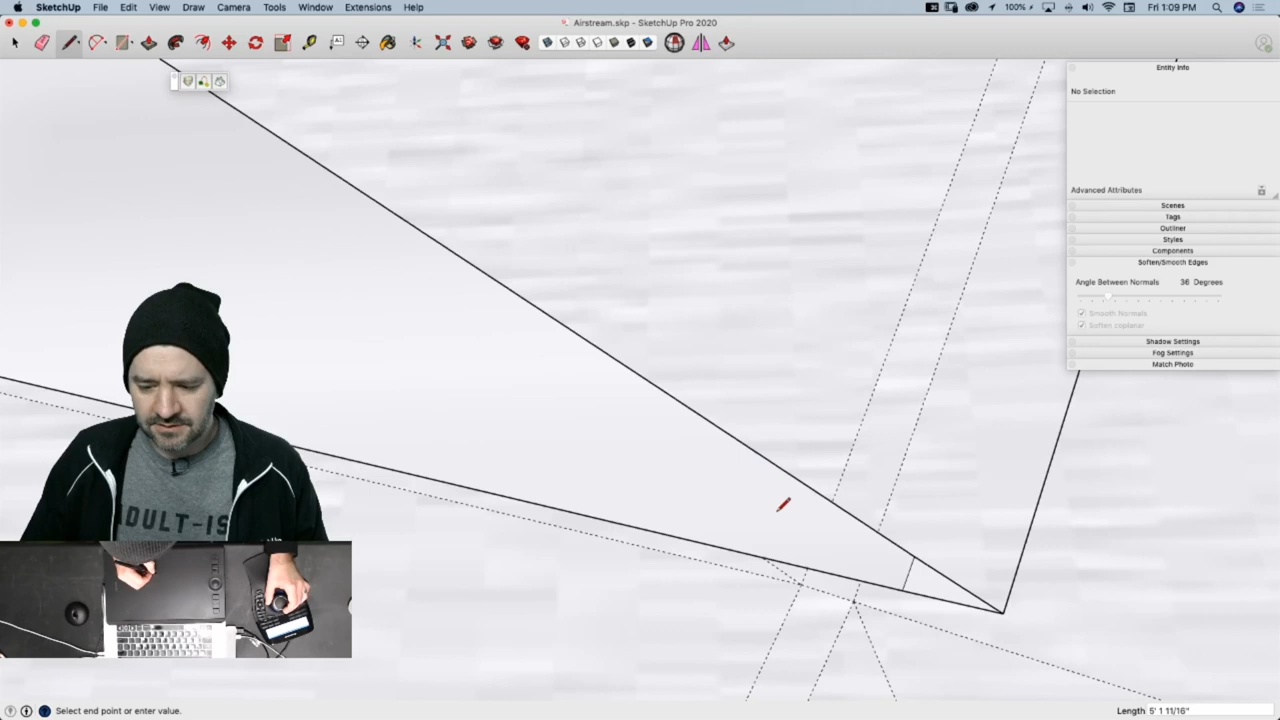 SketchUp File Edit View Draw Camera Tools Window Extensions Help
100% Fri 1:09 PM
Airstream.skp - SketchUp Pro 2020
Entity Info
No Selection
Advanced Attributes
Scenes
Tags
Outliner
Styles
Components
Soften/Smooth Edges
Angle Between Normals 36 Degrees
Smooth Normals
Soften coplanar
Shadow Settings
Fog Settings
Match Photo
ADULT-IS
Select end point or enter value.
Length 5' 1 11/16"